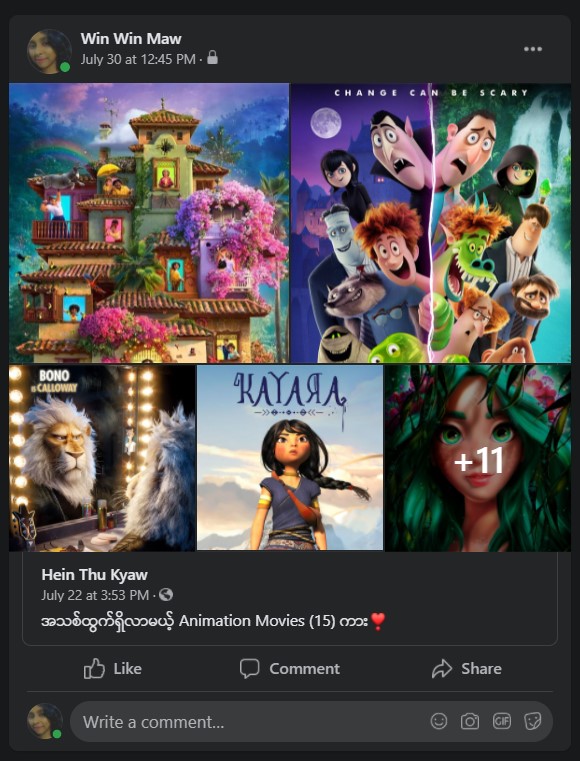 Win Win Maw
July 30 at 12:45 PM ·
CHANGE CAN BE SCARY
BONO
IS CALLOWAY
KAYARA
+11
Hein Thu Kyaw
July 22 at 3:53 PM ·
အသစ်ထွက်ရှိလာမယ့် Animation Movies (15) ကား❣️
Like
Comment
Share
Write a comment...
GIF